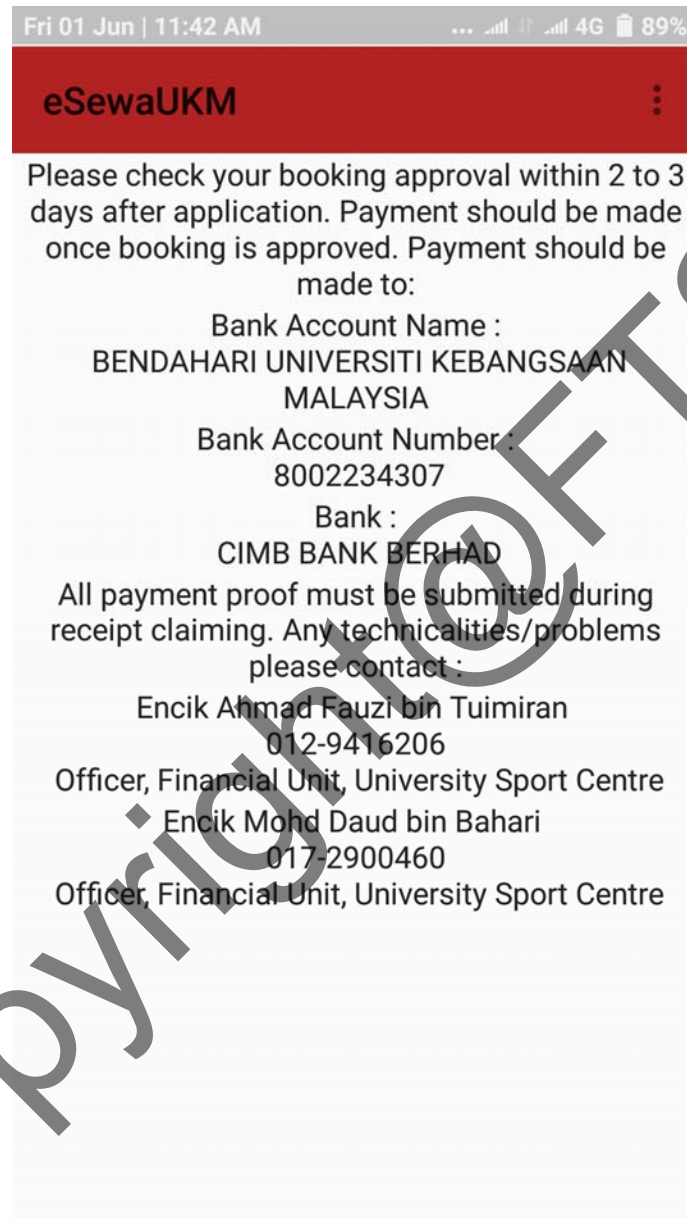 Fri 01 Jun | 11:42 AM ... 4G 89%
eSewaUKM
Please check your booking approval within 2 to 3
days after application. Payment should be made
once booking is approved. Payment should be
made to:
Bank Account Name :
BENDAHARI UNIVERSITI KEBANGSAAN
MALAYSIA
Bank Account Number :
8002234307
Bank :
CIMB BANK BERHAD
All payment proof must be submitted during
receipt claiming. Any technicalities/problems
please contact :
Encik Ahmad Fauzi bin Tuimiran
012-9416206
Officer, Financial Unit, University Sport Centre
Encik Mohd Daud bin Bahari
017-2900460
Officer, Financial Unit, University Sport Centre
pyright@FT